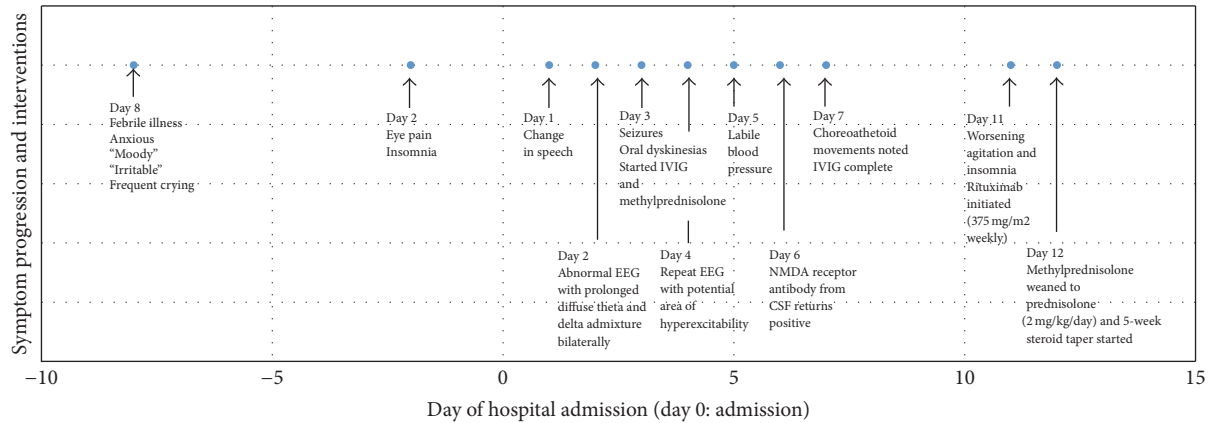 Symptom progression and interventions
Day 8
Febrile illness
Anxious
“Moody”
“Irritable”
Frequent crying
Day 2
Eye pain
Insomnia
Day 1
Change
in speech
Day 2
Abnormal EEG
with prolonged
diffuse theta and
delta admixture
bilaterally
Day 3
Seizures
Oral dyskinesias
Started IVIG
and
methylprednisolone
Day 4
Repeat EEG
with potential
area of
hyperexcitability
Day 5
Labile
blood
pressure
Day 6
NMDA receptor
antibody from
CSF returns
positive
Day 7
Choreoathetoid
movements noted
IVIG complete
Day 11
Worsening
agitation and
insomnia
Rituximab
initiated
(375 mg/m2
weekly)
Day 12
Methylprednisolone
weaned to
prednisolone
(2 mg/kg/day) and 5-week
steroid taper started
−10 −5 0 5 10 15
Day of hospital admission (day 0: admission)